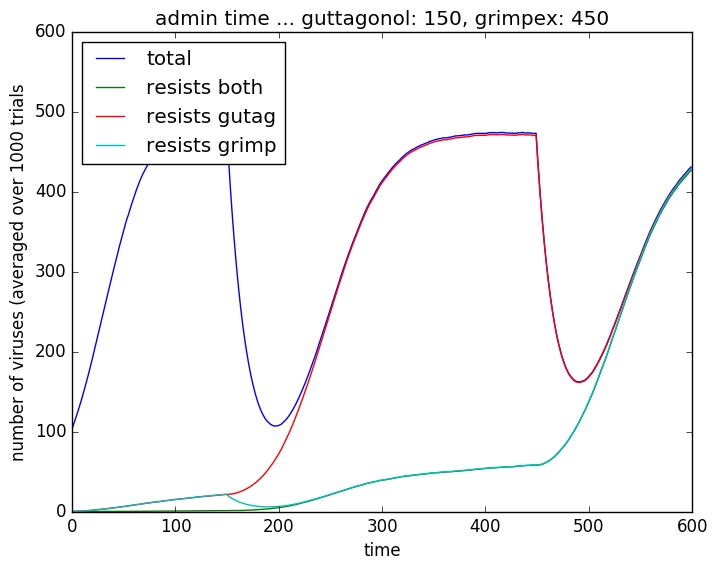 admin time ... guttagonol: 150, grimpex: 450
600
500
400
300
200
100
0
number of viruses (averaged over 1000 trials
total
resists both
resists gutag
resists grimp
0 100 200 300 400 500 600
time